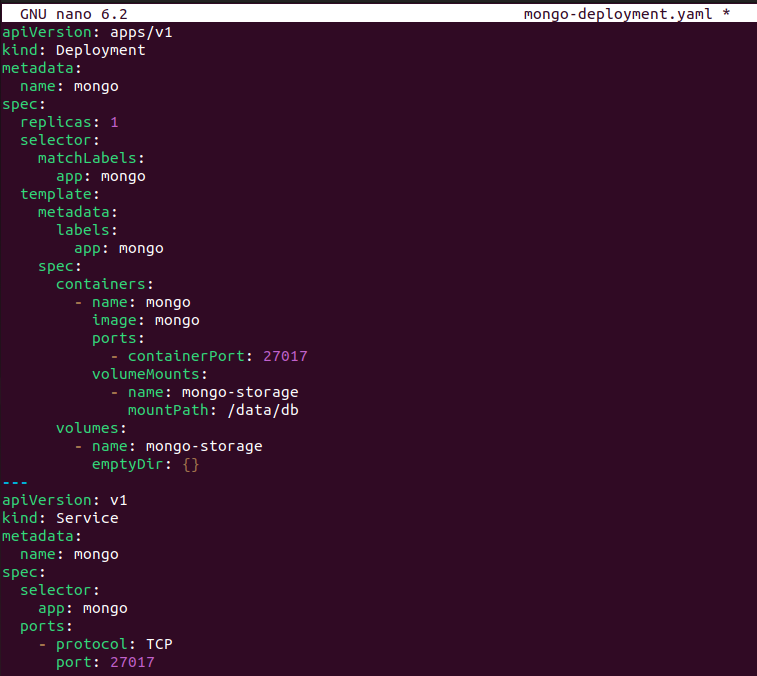 GNU nano 6.2 mongo-deployment.yaml *
apiVersion: apps/v1
kind: Deployment
metadata:
  name: mongo
spec:
  replicas: 1
  selector:
    matchLabels:
      app: mongo
  template:
    metadata:
      labels:
        app: mongo
    spec:
      containers:
        - name: mongo
          image: mongo
          ports:
            - containerPort: 27017
          volumeMounts:
            - name: mongo-storage
              mountPath: /data/db
      volumes:
        - name: mongo-storage
          emptyDir: {}
---
apiVersion: v1
kind: Service
metadata:
  name: mongo
spec:
  selector:
    app: mongo
  ports:
    - protocol: TCP
      port: 27017